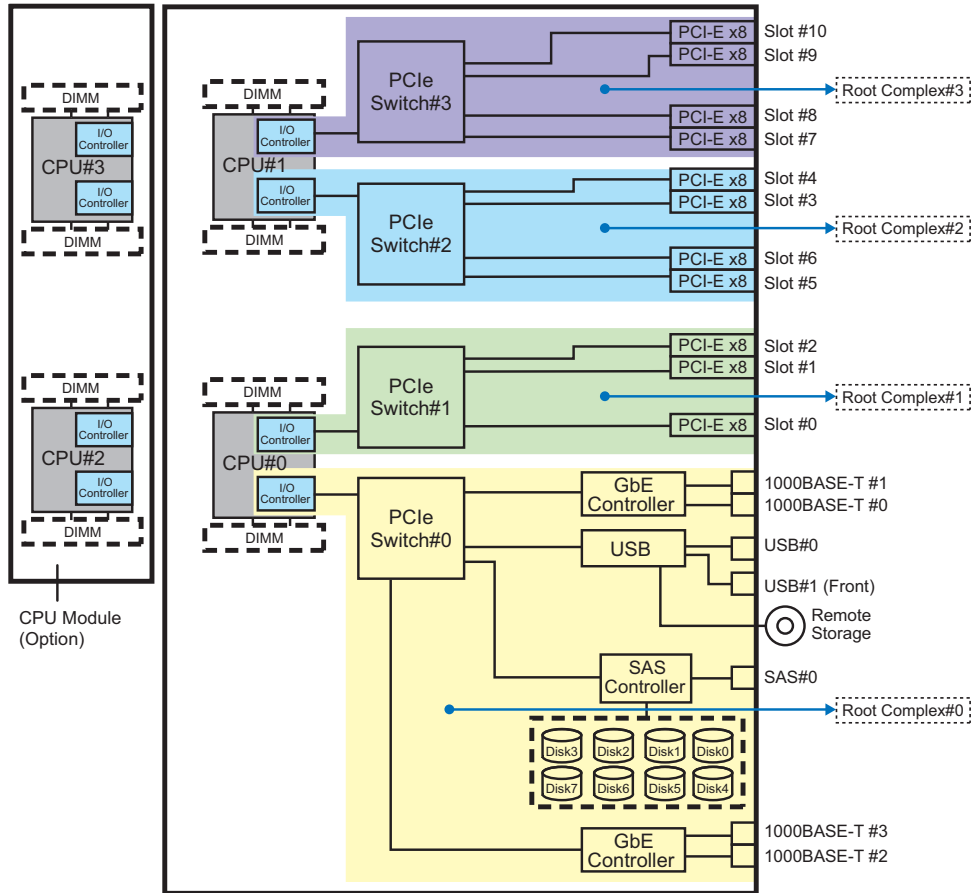 DIMM
I/O
Controller
CPU#3
I/O
Controller
DIMM
DIMM
I/O
Controller
CPU#2
I/O
Controller
DIMM
CPU Module
(Option)
DIMM
I/O
Controller
CPU#1
I/O
Controller
DIMM
PCIe
Switch#3
PCI-E x8 Slot #10
PCI-E x8 Slot #9
Root Complex#3
PCI-E x8 Slot #8
PCI-E x8 Slot #7
PCIe
Switch#2
PCI-E x8 Slot #4
PCI-E x8 Slot #3
Root Complex#2
PCI-E x8 Slot #6
PCI-E x8 Slot #5
DIMM
I/O
Controller
CPU#0
I/O
Controller
DIMM
PCIe
Switch#1
PCI-E x8 Slot #2
PCI-E x8 Slot #1
Root Complex#1
PCI-E x8 Slot #0
PCIe
Switch#0
GbE
Controller
1000BASE-T #1
1000BASE-T #0
USB
USB#0
USB#1 (Front)
Remote
Storage
SAS
Controller
SAS#0
Root Complex#0
Disk3 Disk2 Disk1 Disk0
Disk7 Disk6 Disk5 Disk4
GbE
Controller
1000BASE-T #3
1000BASE-T #2